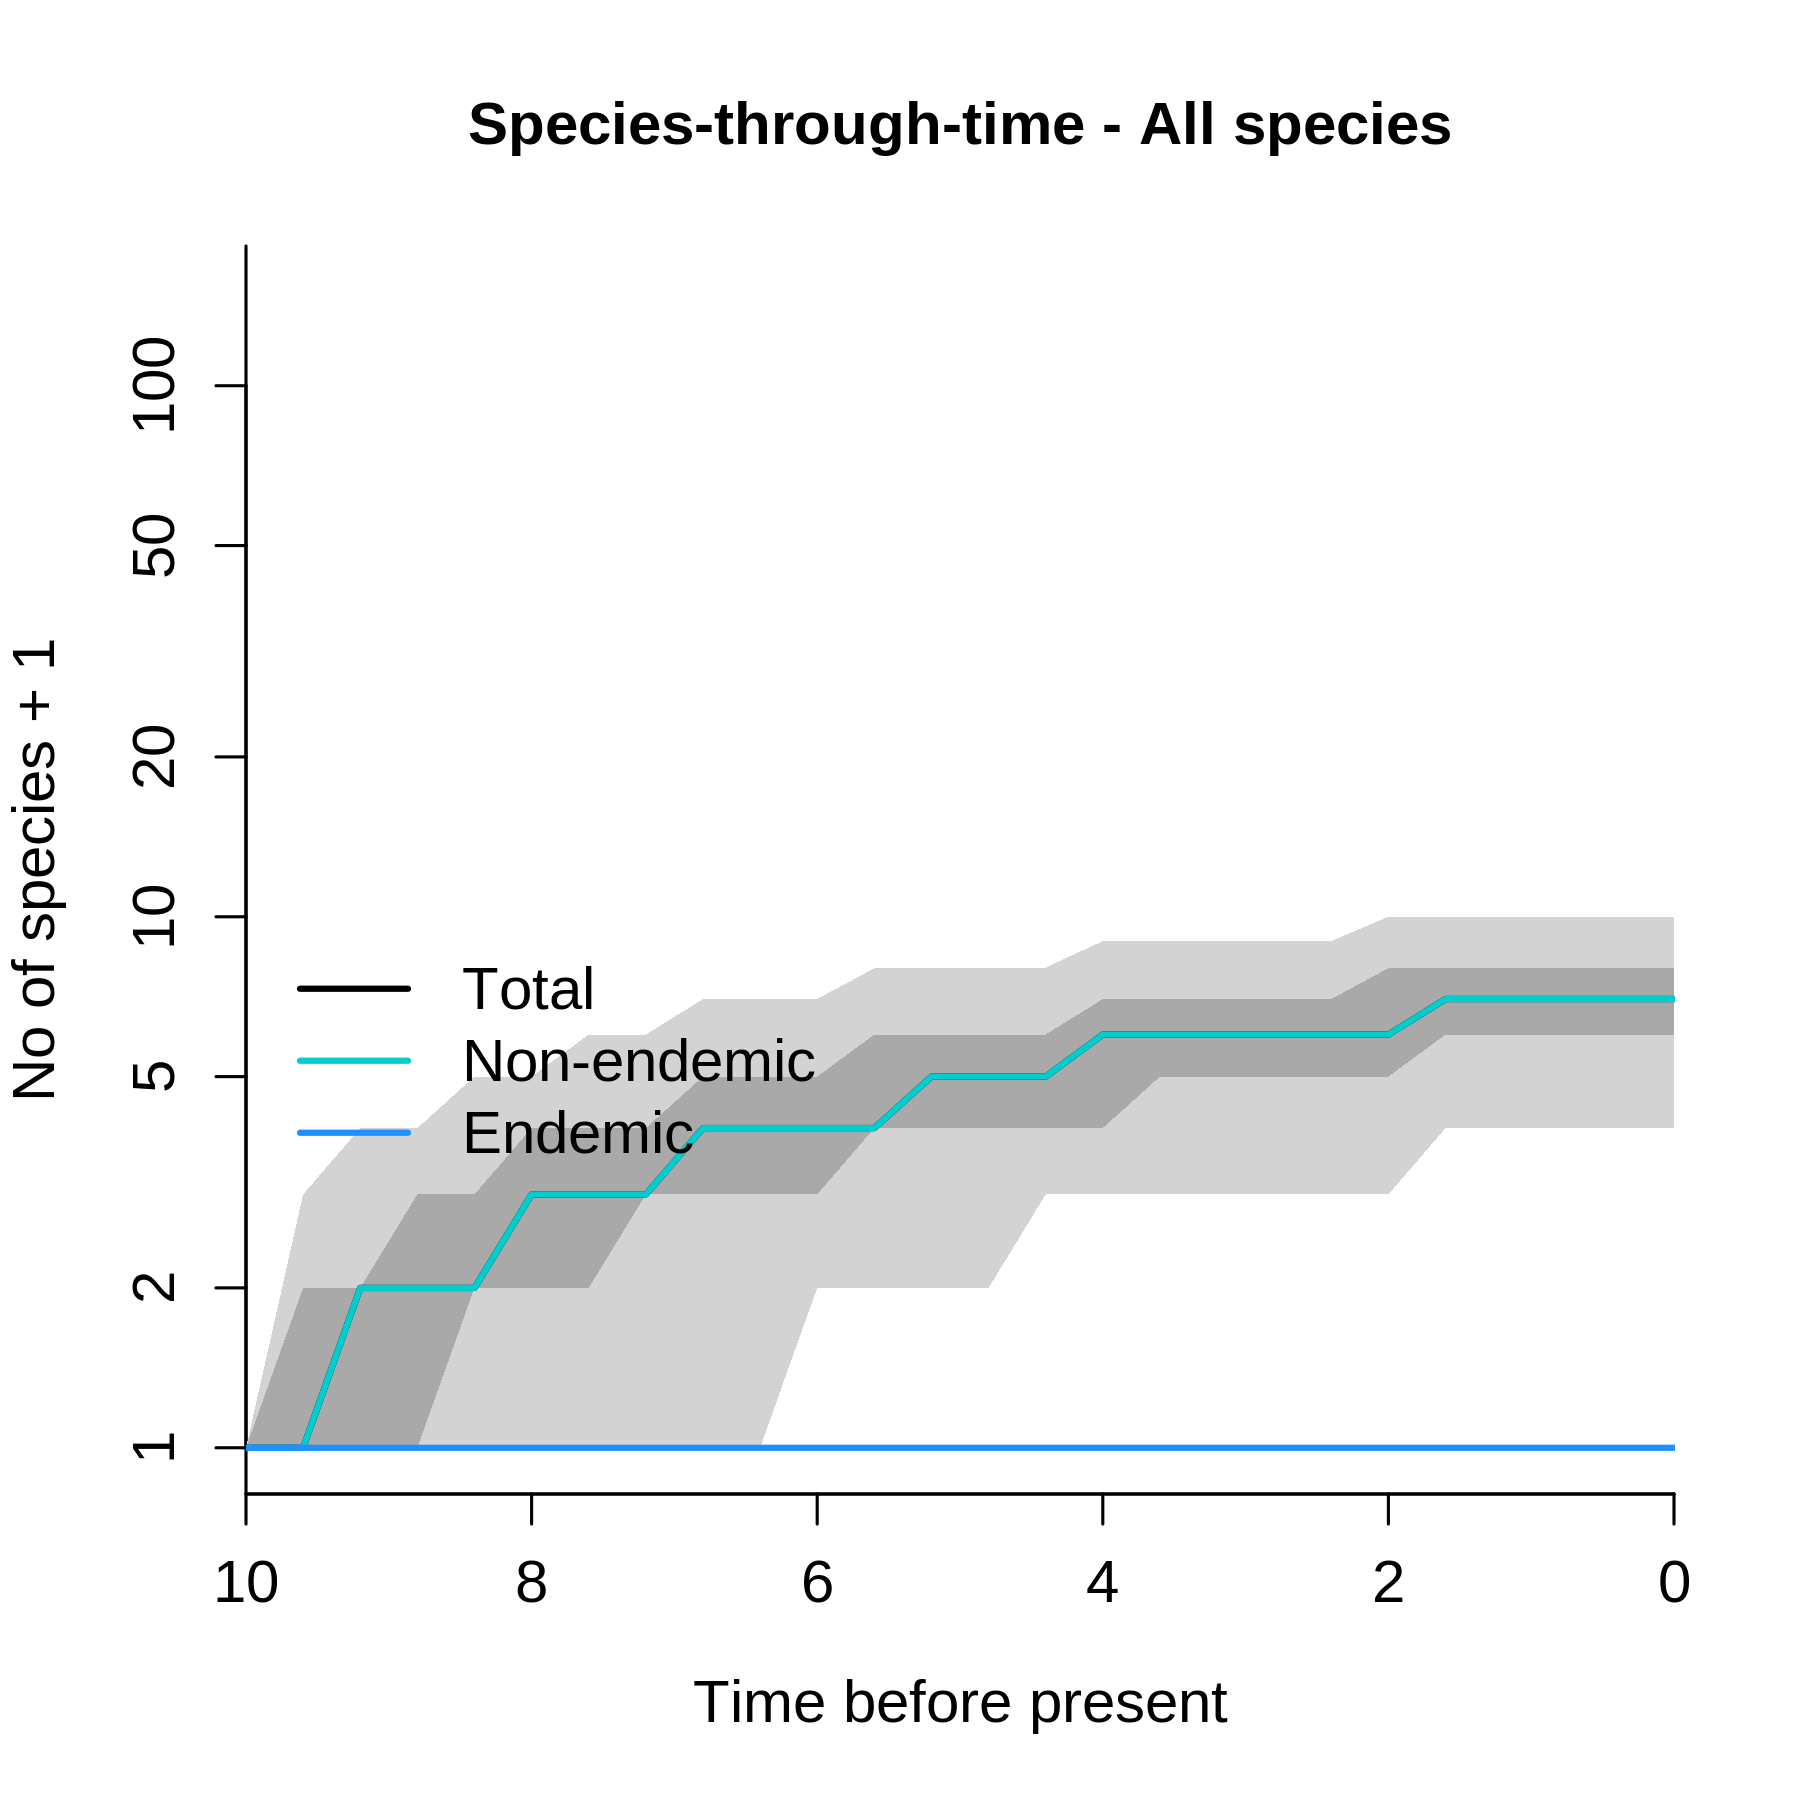 Species-through-time - All species
No of species + 1
100
50
20
10
5
2
1
Total
Non-endemic
Endemic
10 8 6 4 2 0
Time before present